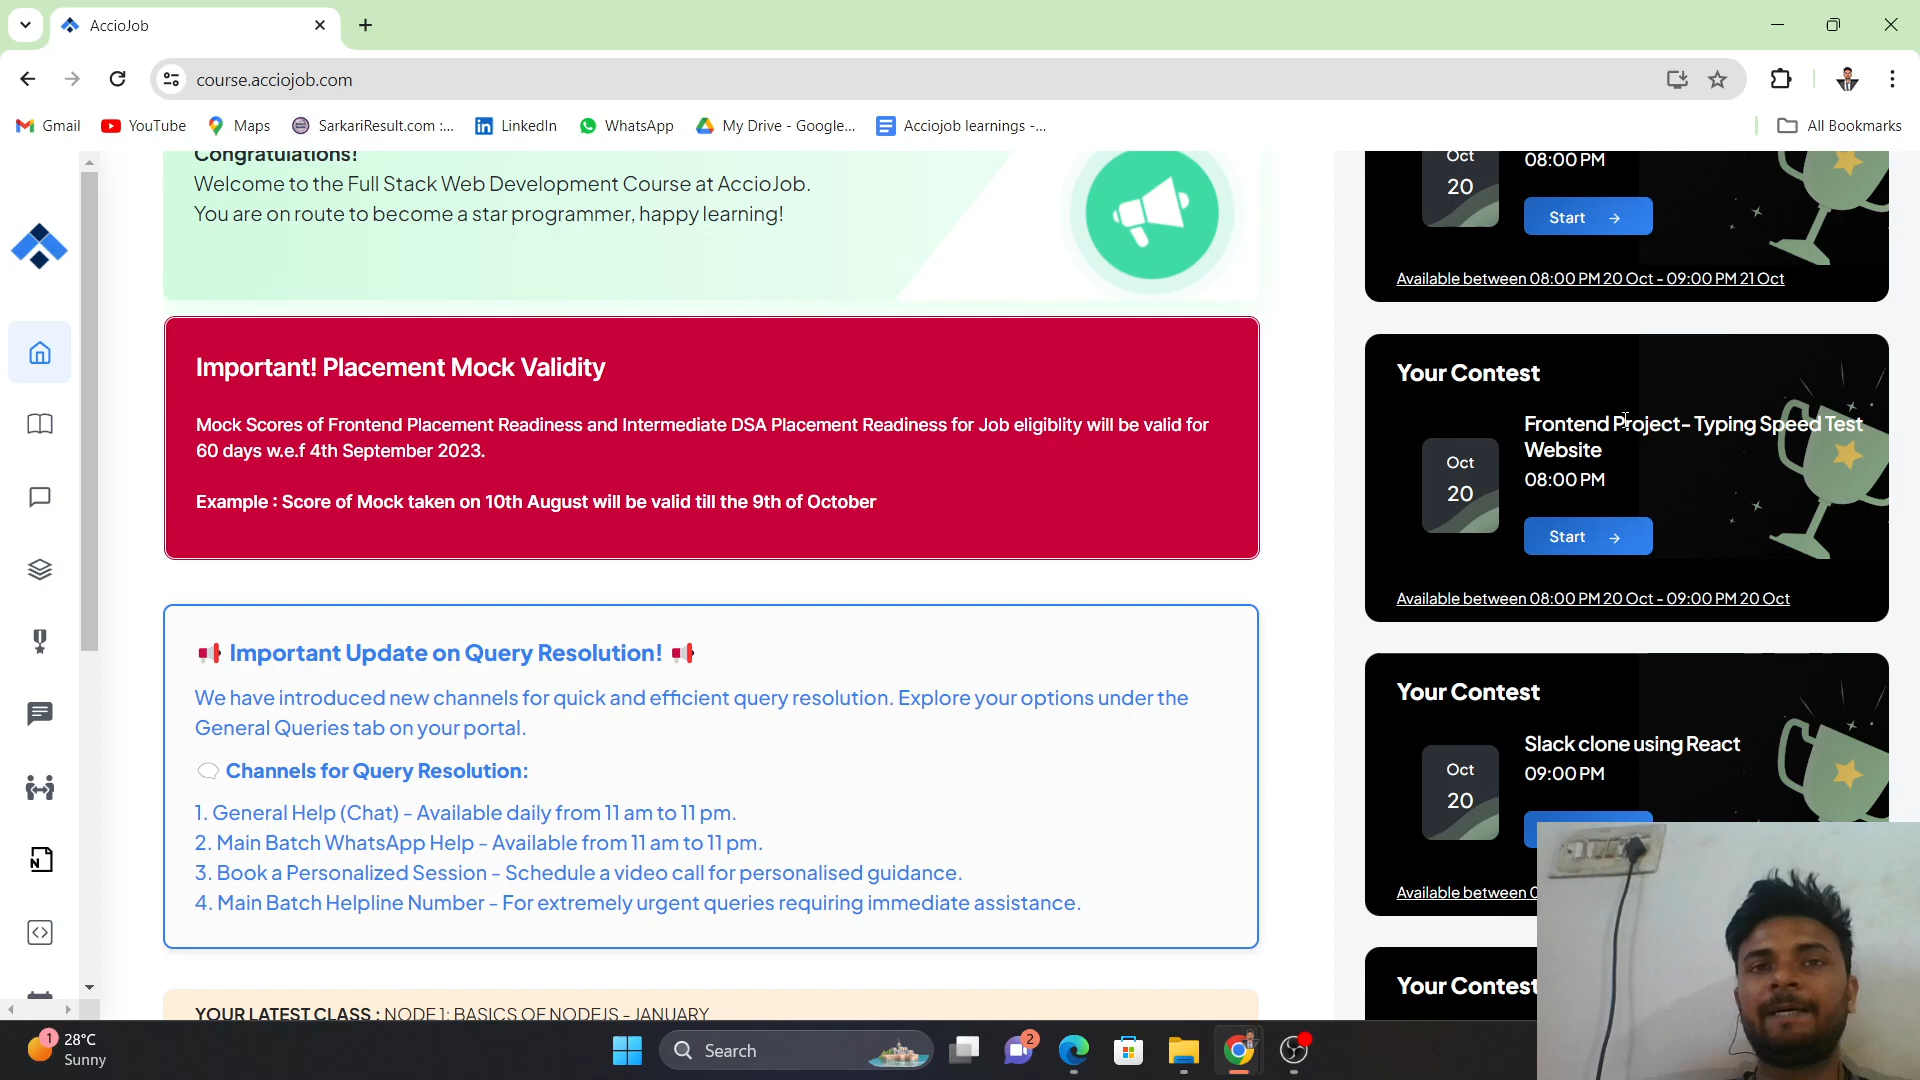 AccioJob
course.acciojob.com
Gmail
YouTube
Maps
SarkariResult.com :...
LinkedIn
WhatsApp
My Drive - Google...
Acciojob learnings -...
All Bookmarks
Congratulations!
Welcome to the Full Stack Web Development Course at AccioJob.
You are on route to become a star programmer, happy learning!
Important! Placement Mock Validity
Mock Scores of Frontend Placement Readiness and Intermediate DSA Placement Readiness for Job eligiblity will be valid for
60 days w.e.f 4th September 2023.
Example : Score of Mock taken on 10th August will be valid till the 9th of October
Important Update on Query Resolution!
We have introduced new channels for quick and efficient query resolution. Explore your options under the
General Queries tab on your portal.
Channels for Query Resolution:
1. General Help (Chat) - Available daily from 11 am to 11 pm.
2. Main Batch WhatsApp Help - Available from 11 am to 11 pm.
3. Book a Personalized Session - Schedule a video call for personalised guidance.
4. Main Batch Helpline Number - For extremely urgent queries requiring immediate assistance.
YOUR LATEST CLASS : NODE 1: BASICS OF NODEJS - JANUARY
Oct
20
08:00 PM
Start
Available between 08:00 PM 20 Oct - 09:00 PM 21 Oct
Your Contest
Frontend Project- Typing Speed Test
Website
Oct
20
08:00 PM
Start
Available between 08:00 PM 20 Oct - 09:00 PM 20 Oct
Your Contest
Slack clone using React
Oct
20
09:00 PM
Available between
Your Contest
1
28°C
Sunny
Search
2